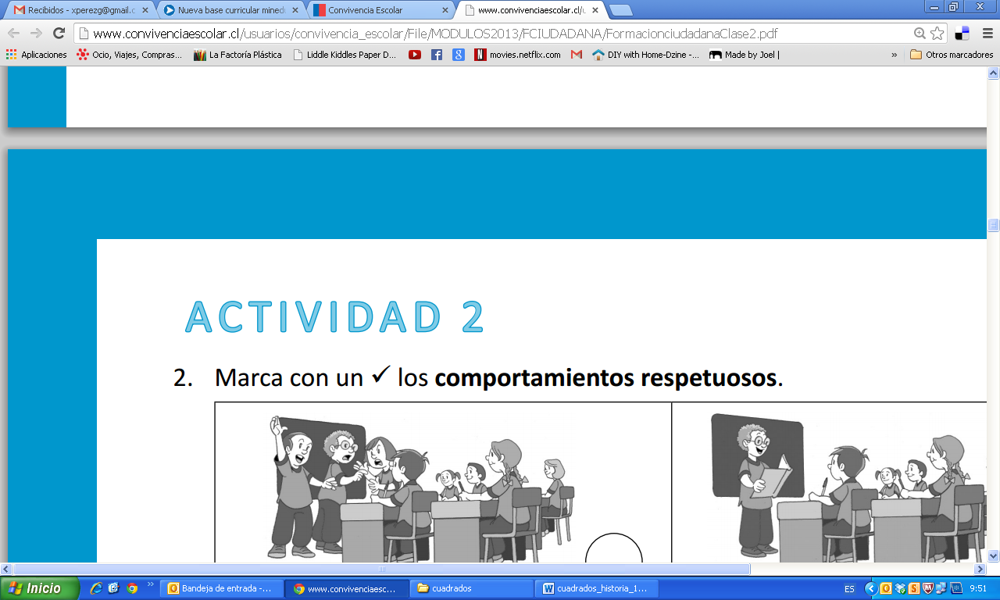 Recibidos - xperezg@gmail.c
Nueva base curricular mined
Convivencia Escolar
www.convivenciaescolar.cl/u
www.convivenciaescolar.cl/usuarios/convivencia_escolar/File/MODULOS2013/FCIUDADANA/FormacionciudadanaClase2.pdf
Aplicaciones
Ocio, Viajes, Compra...
La Factoría Plástica
Liddle Kiddles Paper D...
movies.netflix.com
DIY With Home-Dzine -...
Made by Joel |
»
Otros marcadores
ACTIVIDAD 2
2. Marca con un ✓ los comportamientos respetuosos.
Inicio
»
Bandeja de entrada -...
www.convivenciaesc...
cuadrados
cuadrados_historia_1...
ES
9:51